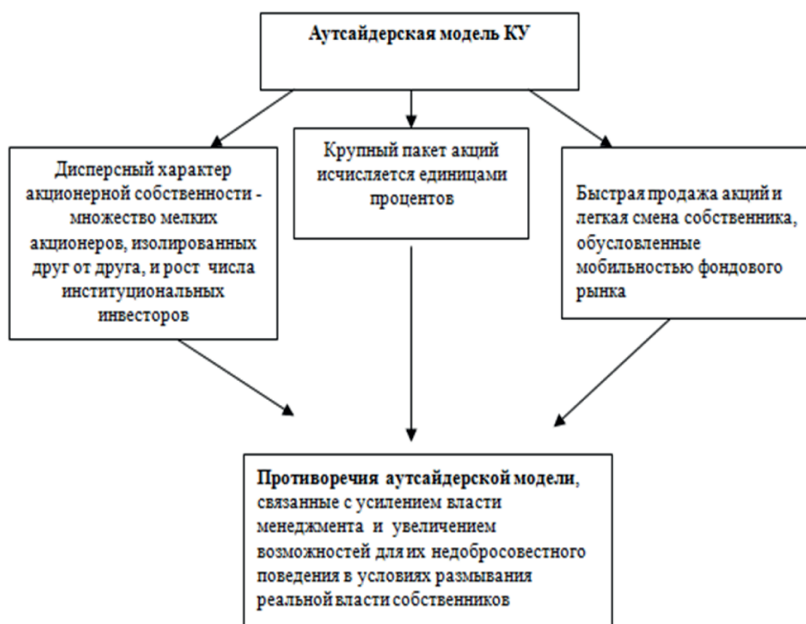 Аутсайдерская модель КУ
Дисперсный характер
акционерной собственности -
множество мелких
акционеров, изолированных
друг от друга, и рост числа
институциональных
инвесторов
Крупный пакет акций
исчисляется единицами
процентов
Быстрая продажа акций и
легкая смена собственника,
обусловленные
мобильностью фондового
рынка
Противоречия аутсайдерской модели,
связанные с усилением власти
менеджмента и увеличением
возможностей для их недобросовестного
поведения в условиях размывания
реальной власти собственников